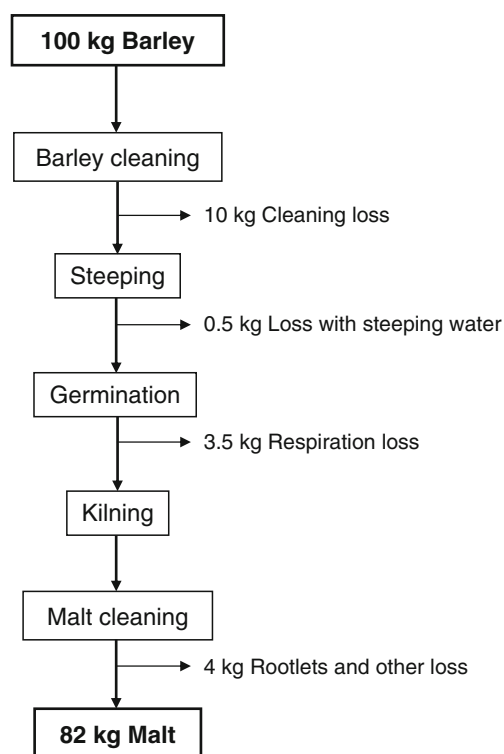 100 kg Barley
Barley cleaning
10 kg Cleaning loss
Steeping
0.5 kg Loss with steeping water
Germination
3.5 kg Respiration loss
Kilning
Malt cleaning
4 kg Rootlets and other loss
82 kg Malt